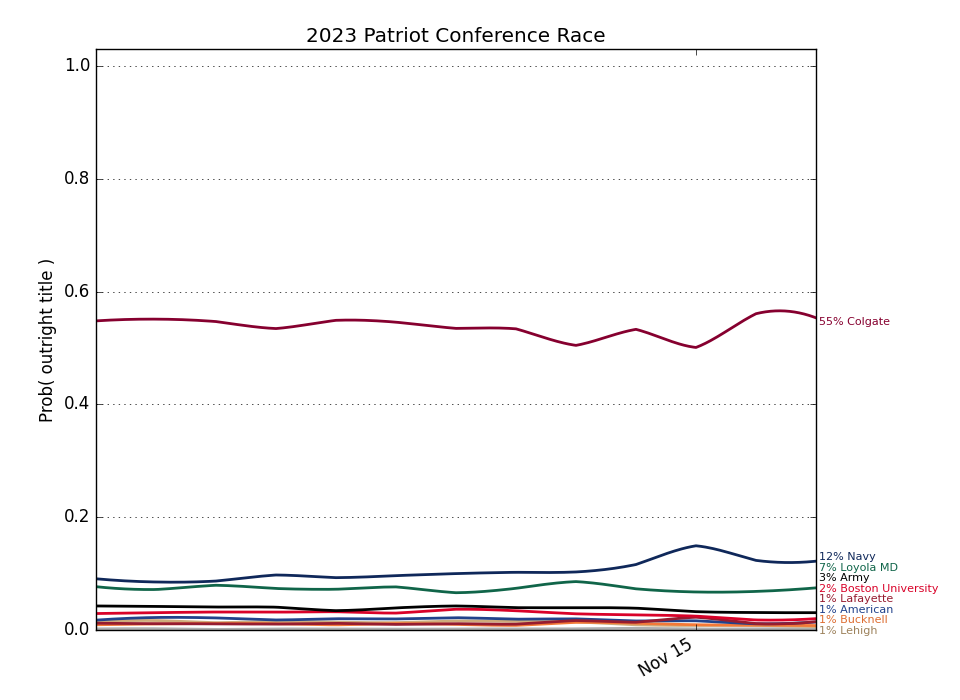 2023 Patriot Conference Race
Prob( outright title )
1.0
0.8
0.6
0.4
0.2
0.0
Nov 15
55% Colgate
12% Navy
7% Loyola MD
3% Army
2% Boston University
1% Lafayette
1% American
1% Bucknell
1% Lehigh